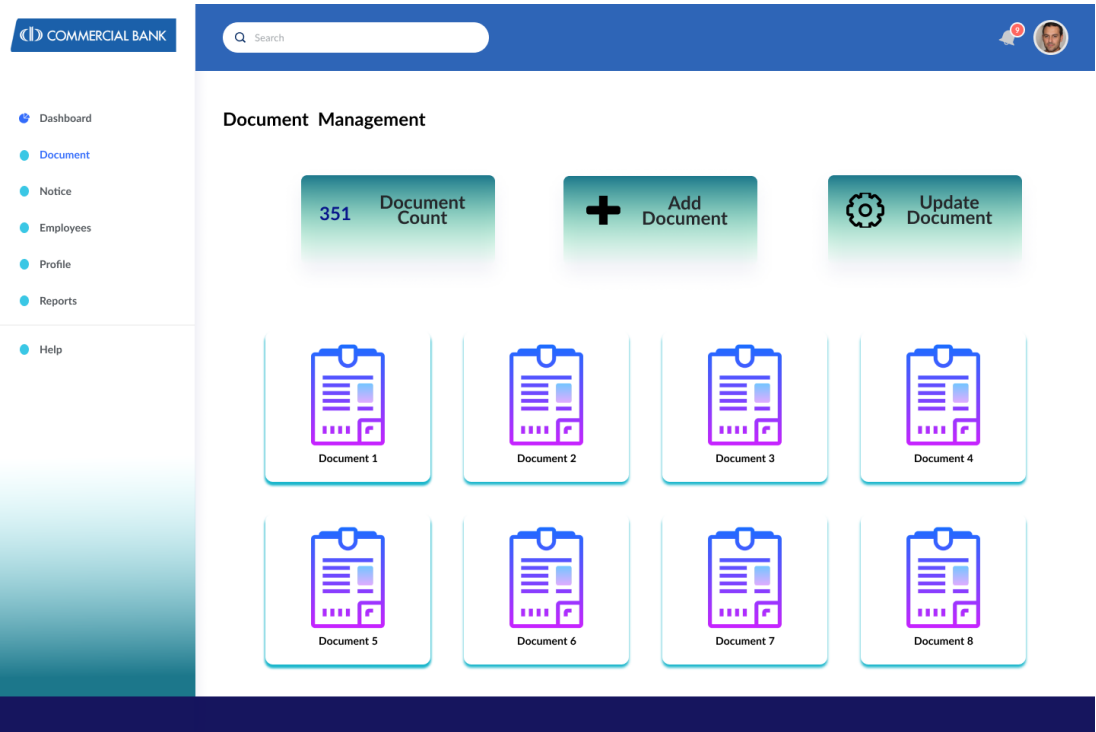 COMMERCIAL BANK
Search
9
Dashboard
Document
Notice
Employees
Profile
Reports
Help
Document Management
351
Document
Count
Add
Document
Update
Document
Document 1
Document 2
Document 3
Document 4
Document 5
Document 6
Document 7
Document 8